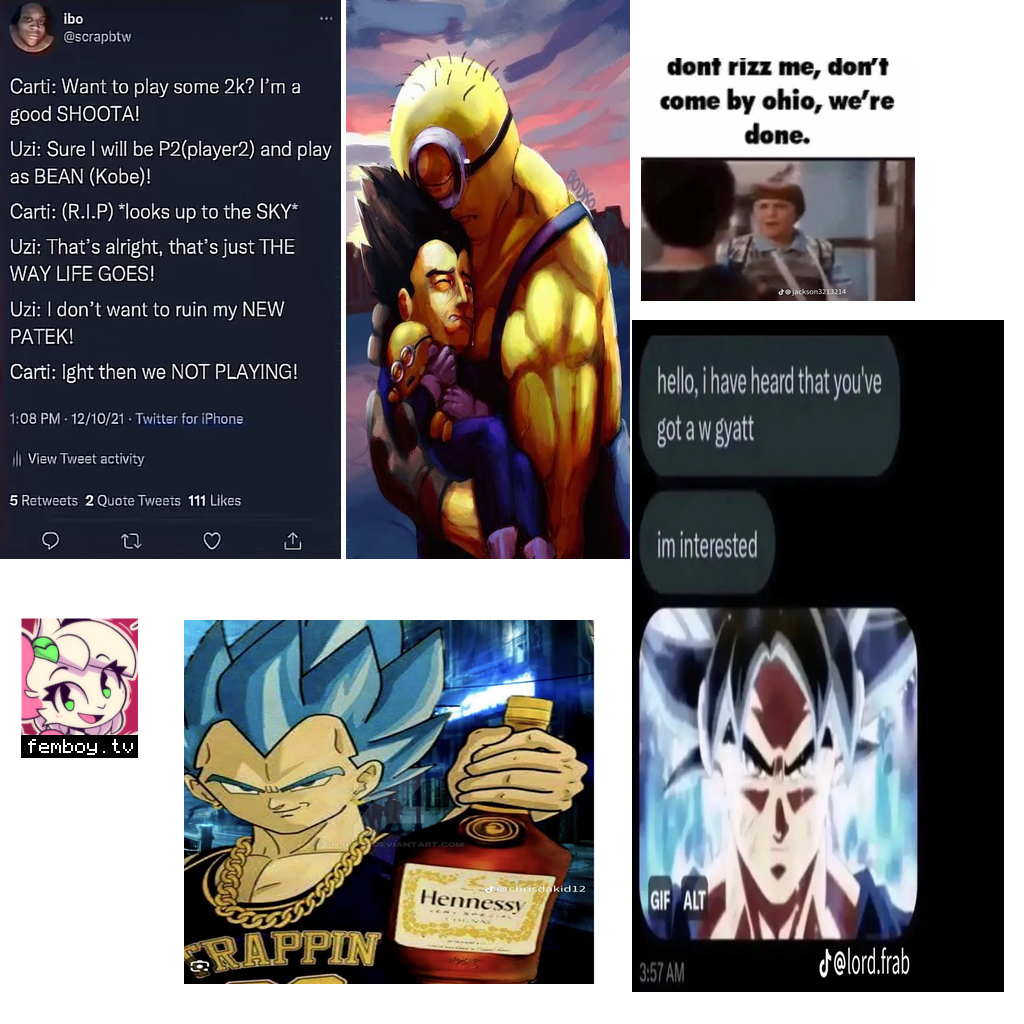 ibo
@scrapbtw
Carti: Want to play some 2k? I'm a
good SHOOTA!
Uzi: Sure I will be P2(player2) and play
as BEAN (Kobe)!
Carti: (R.I.P) *looks up to the SKY*
Uzi: That's alright, that's just THE
WAY LIFE GOES!
Uzi: I don't want to ruin my NEW
PATEK!
Carti: Ight then we NOT PLAYING!
1:08 PM · 12/10/21 · Twitter for iPhone
View Tweet activity
5 Retweets 2 Quote Tweets 111 Likes
BODKO
dont rizz me, don't
come by ohio, we're
done.
@jackson3213214
hello, i have heard that you've
got a w gyatt
im interested
GIF ALT
3:57 AM
@lord.frab
femboy.tv
DEVIANTART.COM
@chrisdakid12
Hennessy
VERY SPECIAL
COGNAC
TRAPPIN